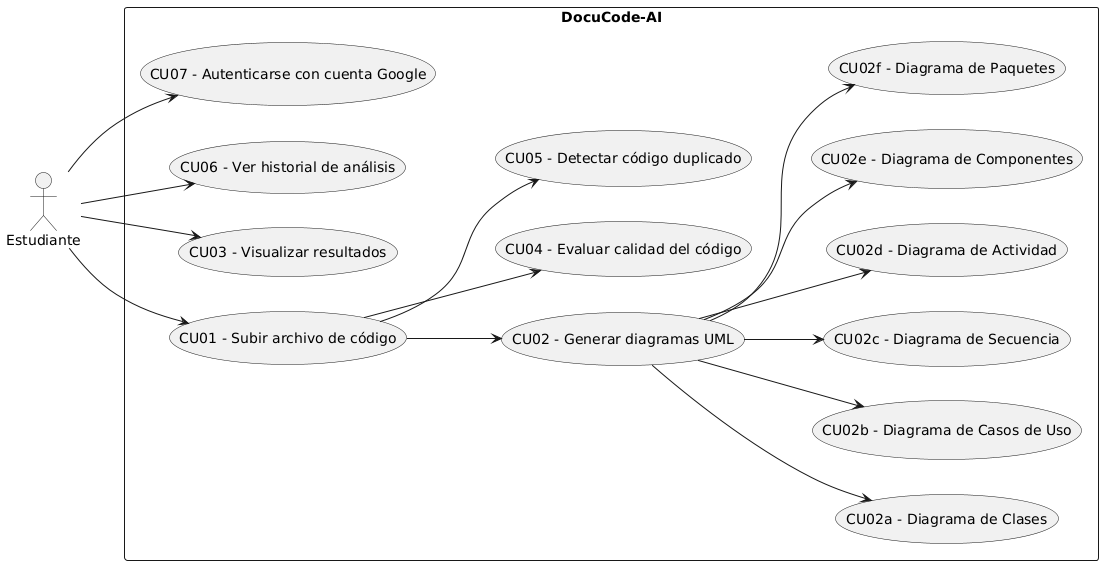 DocuCode-AI
CU07 - Autenticarse con cuenta Google
CU06 - Ver historial de análisis
Estudiante
CU03 - Visualizar resultados
CU01 - Subir archivo de código
CU05 - Detectar código duplicado
CU04 - Evaluar calidad del código
CU02 - Generar diagramas UML
CU02f - Diagrama de Paquetes
CU02e - Diagrama de Componentes
CU02d - Diagrama de Actividad
CU02c - Diagrama de Secuencia
CU02b - Diagrama de Casos de Uso
CU02a - Diagrama de Clases